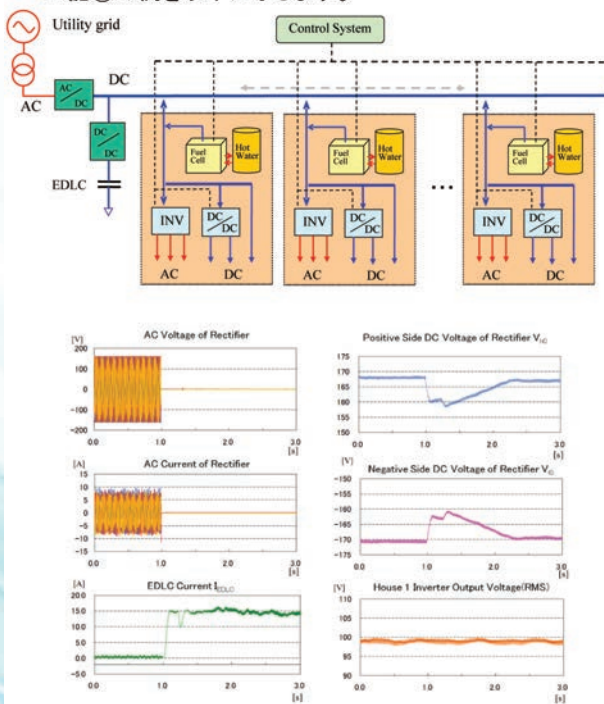 Utility grid
Control System
AC
DC
AC
DC
DC
DC
EDLC
Fuel
Cell
Hot
Water
INV
DC
DC
AC
DC
Fuel
Cell
Hot
Water
INV
DC
DC
AC
DC
...
Fuel
Cell
Hot
Water
INV
DC
DC
AC
DC
AC Voltage of Rectifier
[V]
200
100
0
-100
-200
0.0
1.0
2.0
3.0
[s]
Positive Side DC Voltage of Rectifier
175
170
165
160
155
150
0.0
1.0
2.0
3.0
[s]
AC Current of Rectifier
[A]
15
10
5
0
-5
-10
-15
0.0
1.0
2.0
3.0
[s]
Negative Side DC Voltage of Rectifier
[V]
-150
-155
-160
-165
-170
-175
0.0
1.0
2.0
3.0
[s]
EDLC Current IEDLC
[A]
20.0
15.0
10.0
5.0
0.0
-5.0
0.0
1.0
2.0
3.0
[s]
House 1 Inverter Output Voltage(RMS)
[V]
110
105
100
95
90
0.0
1.0
2.0
3.0
[s]